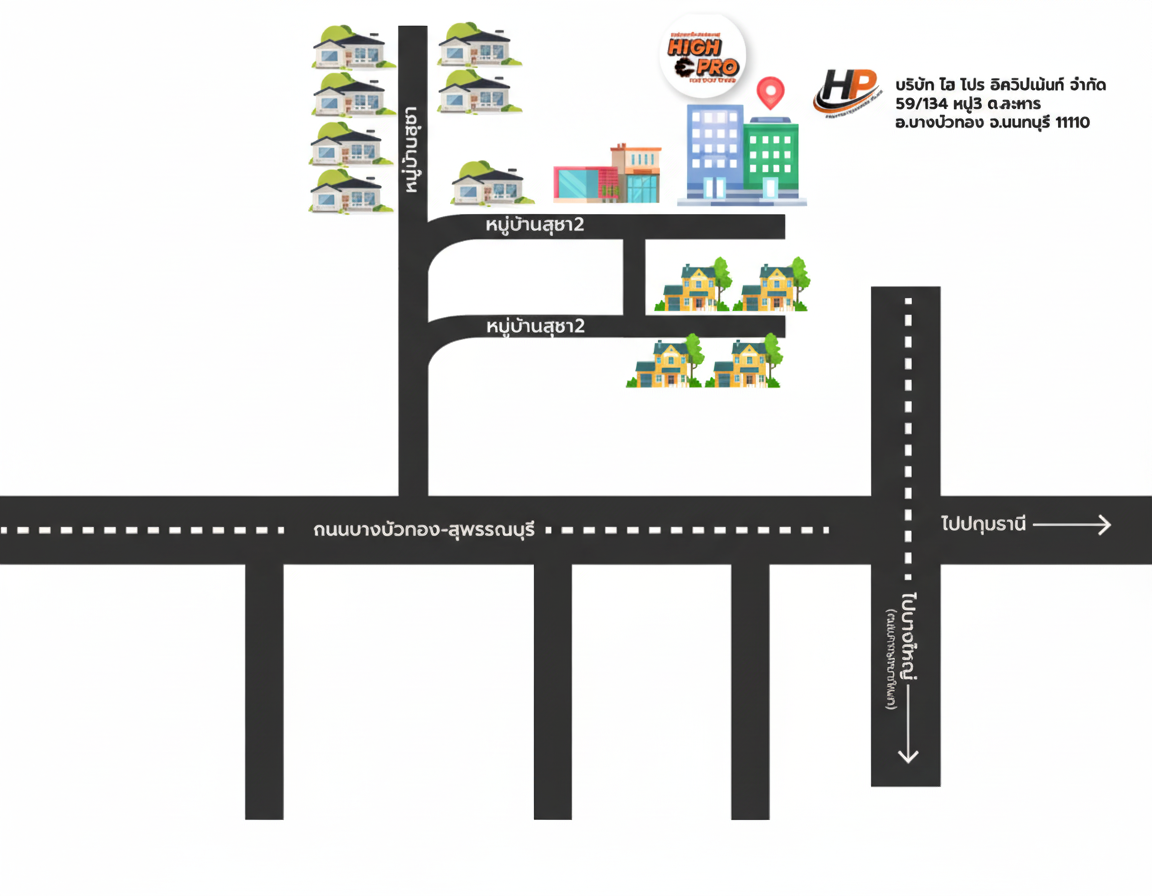 HIGH
PRO
HP
บริษัท ไฮ โปร อีควิปเม้นท์ จำกัด
59/134 หมู่3 ต.ละหาร
อ.บางบัวทอง จ.นนทบุรี 11110
หมู่บ้านสุชา
หมู่บ้านสุชา2
หมู่บ้านสุชา2
ถนนบางบัวทอง-สุพรรณบุรี
ไปปทุมธานี
ไปบางใหญ่